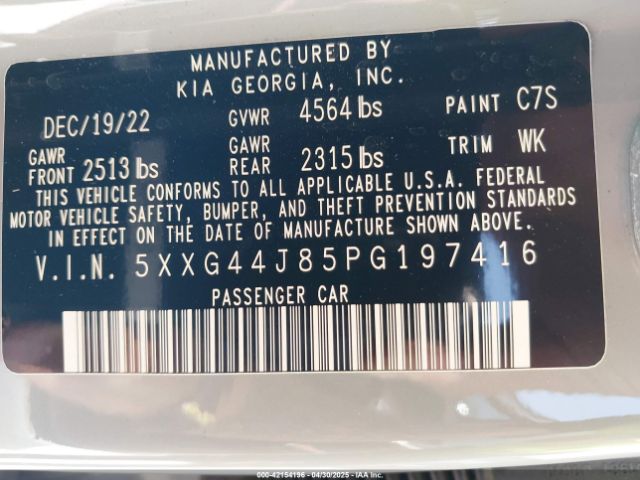 MANUFACTURED BY
KIA GEORGIA, INC.
DEC/19/22 GVWR 4564 lbs PAINT C7S
GAWR FRONT 2513 lbs GAWR REAR 2315 lbs TRIM WK
THIS VEHICLE CONFORMS TO ALL APPLICABLE U.S.A. FEDERAL
MOTOR VEHICLE SAFETY, BUMPER, AND THEFT PREVENTION STANDARDS
IN EFFECT ON THE DATE OF MANUFACTURE SHOWN ABOVE.
V.I.N. 5XXG44J85PG197416
PASSENGER CAR
000-42154196 - 04/30/2025 - IAA Inc.